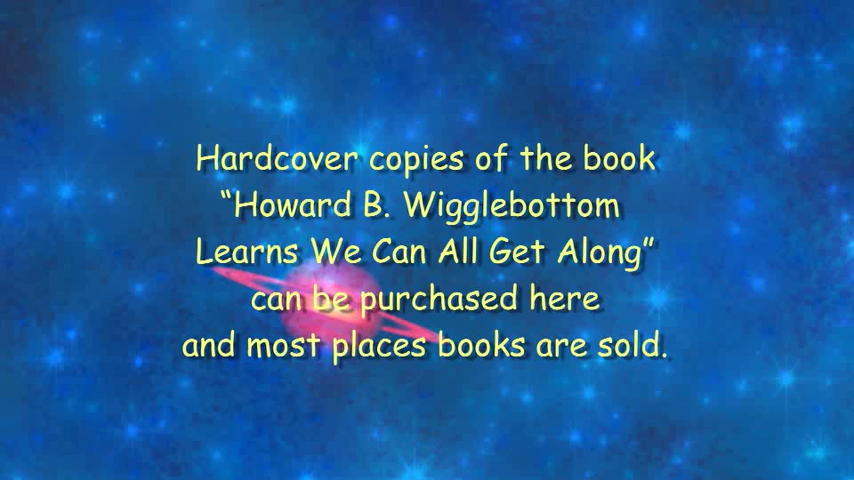 Hardcover copies of the book
“Howard B. Wigglebottom
Learns We Can All Get Along”
can be purchased here
and most places books are sold.